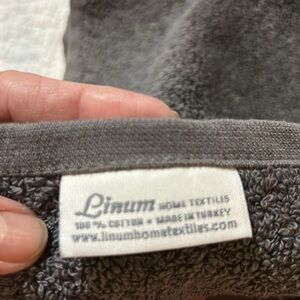 Linum HOME TEXTILES
100 % COTTON • MADE IN TURKEY
www.linumhometextiles.com